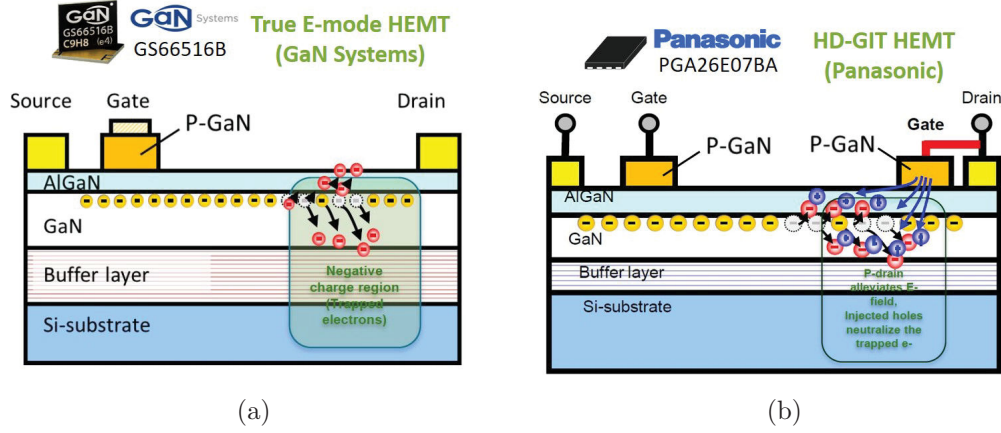 GaN
GS66516B
C9H8 (e4)
GaN Systems
GS66516B
True E-mode HEMT
(GaN Systems)
Source
Gate
Drain
P-GaN
AlGaN
GaN
Buffer layer
Si-substrate
Negative
charge region
(Trapped
electrons)
(a)
Panasonic
PGA26E07BA
HD-GIT HEMT
(Panasonic)
Source
Gate
Drain
Gate
P-GaN
P-GaN
AlGaN
GaN
Buffer layer
Si-substrate
P-drain
alleviates E-
field,
Injected holes
neutralize the
trapped e-
(b)